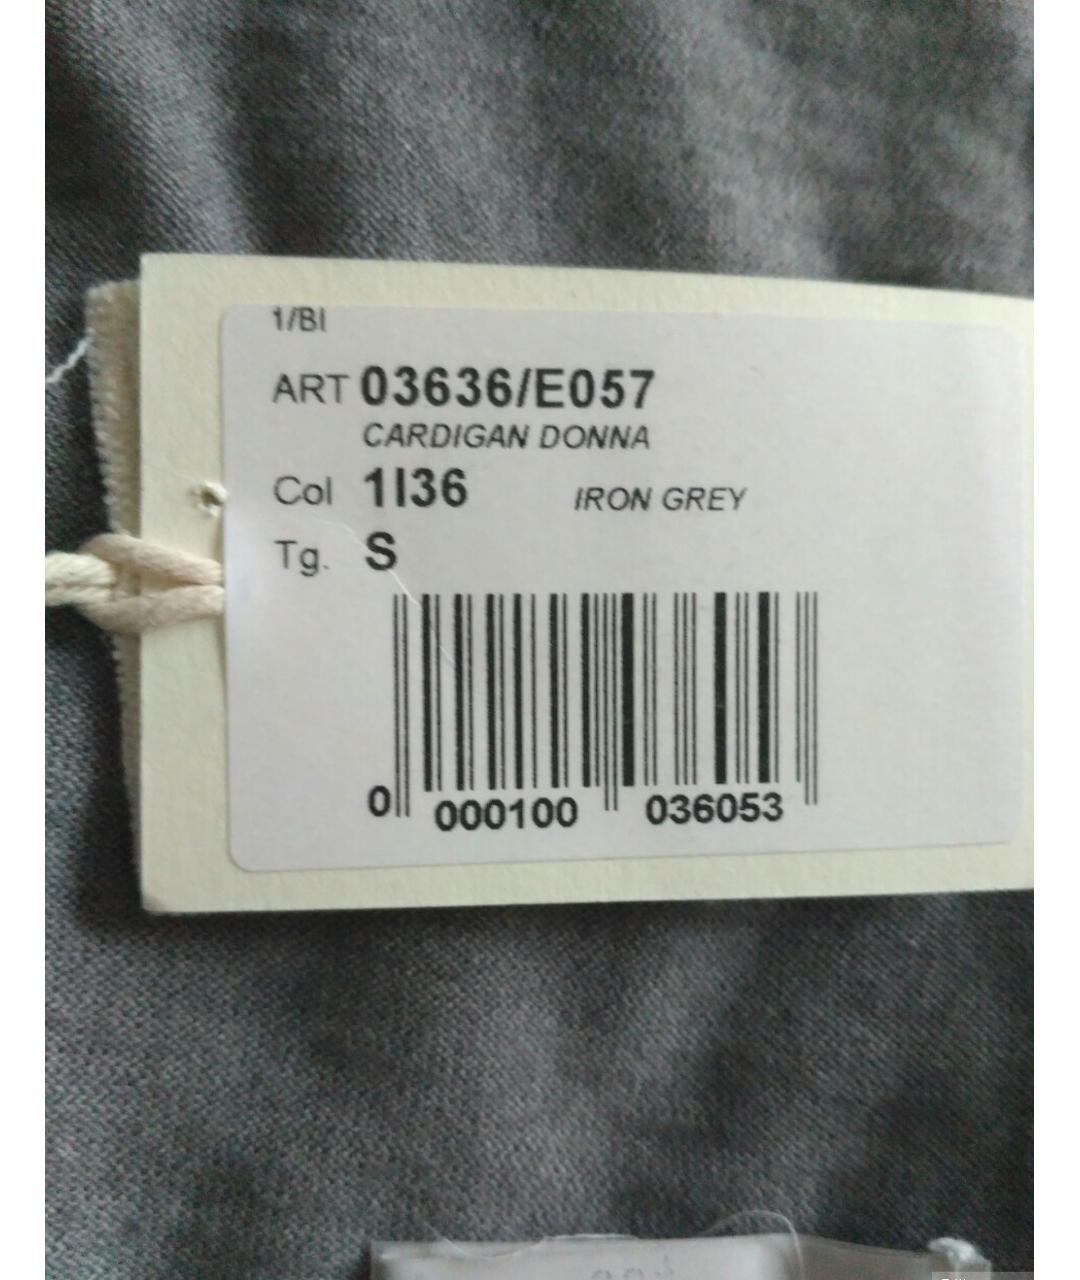 1/BI
ART 03636/E057
CARDIGAN DONNA
Col 1I36 IRON GREY
Tg. S
0 000100 036053